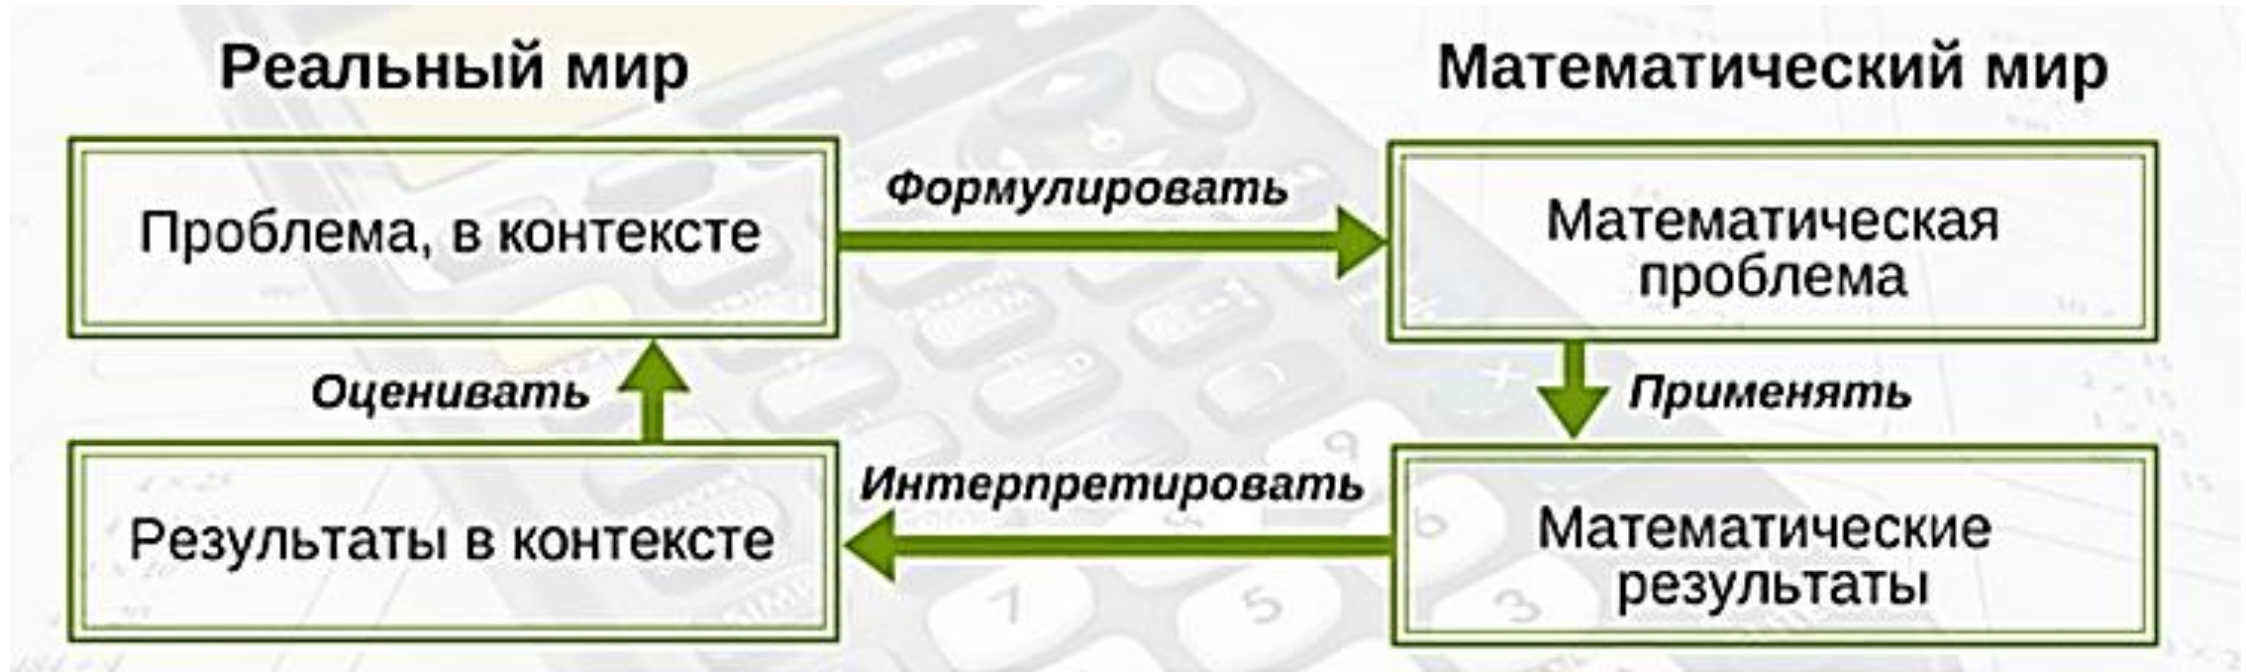 Реальный мир
Математический мир
Проблема, в контексте
Формулировать
Математическая
проблема
Оценивать
Применять
Результаты в контексте
Интерпретировать
Математические
результаты